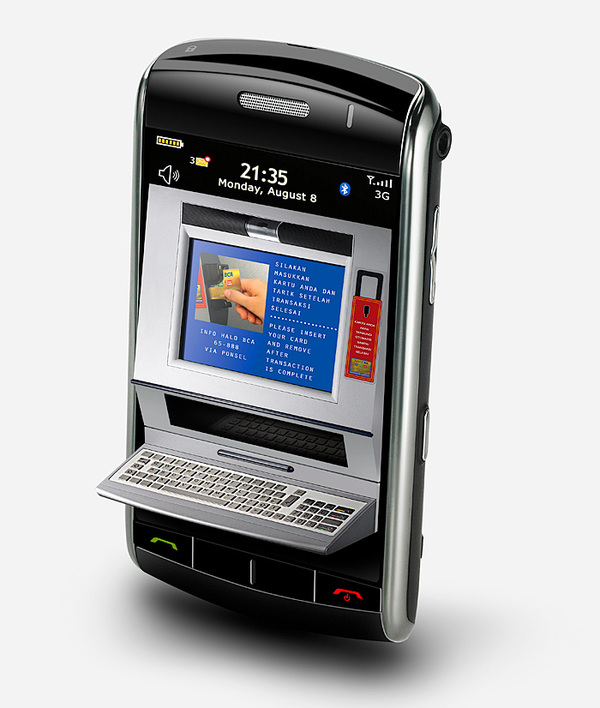 3
21:35
Monday, August 8
3G
BCA
SILAKAN
MASUKKAN
KARTU ANDA DAN
TARIK SETELAH
TRANSAKSI
SELESAI
PLEASE INSERT
YOUR CARD
AND REMOVE
AFTER
TRANSACTION
IS COMPLETE
INFO HALO BCA
65-888
VIA PONSEL